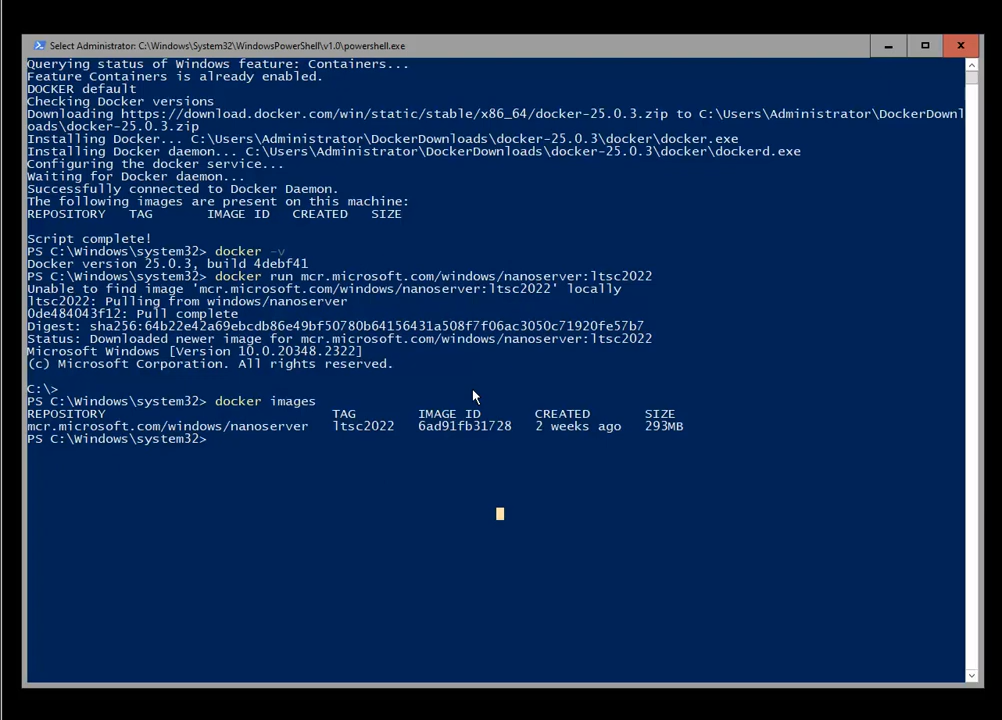 Select Administrator: C:\Windows\System32\WindowsPowerShell\v1.0\powershell.exe
Querying status of Windows feature: Containers...
Feature Containers is already enabled.
DOCKER default
Checking Docker versions
Downloading https://download.docker.com/win/static/stable/x86_64/docker-25.0.3.zip to C:\Users\Administrator\DockerDownl
oads\docker-25.0.3.zip
Installing Docker... C:\Users\Administrator\DockerDownloads\docker-25.0.3\docker\docker.exe
Installing Docker daemon... C:\Users\Administrator\DockerDownloads\docker-25.0.3\docker\dockerd.exe
Configuring the docker service...
Waiting for Docker daemon...
Successfully connected to Docker Daemon.
The following images are present on this machine:
REPOSITORY   TAG       IMAGE ID   CREATED   SIZE
Script complete!
PS C:\Windows\system32> docker -v
Docker version 25.0.3, build 4debf41
PS C:\Windows\system32> docker run mcr.microsoft.com/windows/nanoserver:ltsc2022
Unable to find image 'mcr.microsoft.com/windows/nanoserver:ltsc2022' locally
ltsc2022: Pulling from windows/nanoserver
0de484043f12: Pull complete
Digest: sha256:64b22e42a69ebcdb86e49bf50780b64156431a508f7f06ac3050c71920fe57b7
Status: Downloaded newer image for mcr.microsoft.com/windows/nanoserver:ltsc2022
Microsoft Windows [Version 10.0.20348.2322]
(c) Microsoft Corporation. All rights reserved.
C:\>
PS C:\Windows\system32> docker images
REPOSITORY                             TAG        IMAGE ID       CREATED       SIZE
mcr.microsoft.com/windows/nanoserver   ltsc2022   6ad91fb31728   2 weeks ago   293MB
PS C:\Windows\system32>